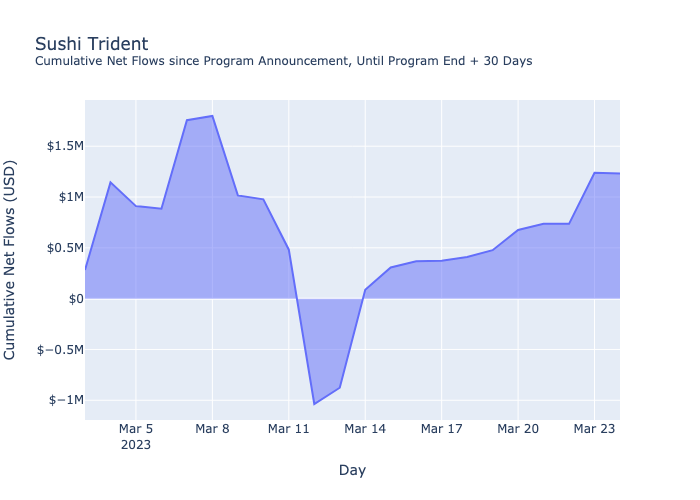 Sushi Trident
Cumulative Net Flows since Program Announcement, Until Program End + 30 Days
Cumulative Net Flows (USD)
$1.5M
$1M
$0.5M
$0
$−0.5M
$−1M
Mar 5 Mar 8 Mar 11 Mar 14 Mar 17 Mar 20 Mar 23
2023
Day